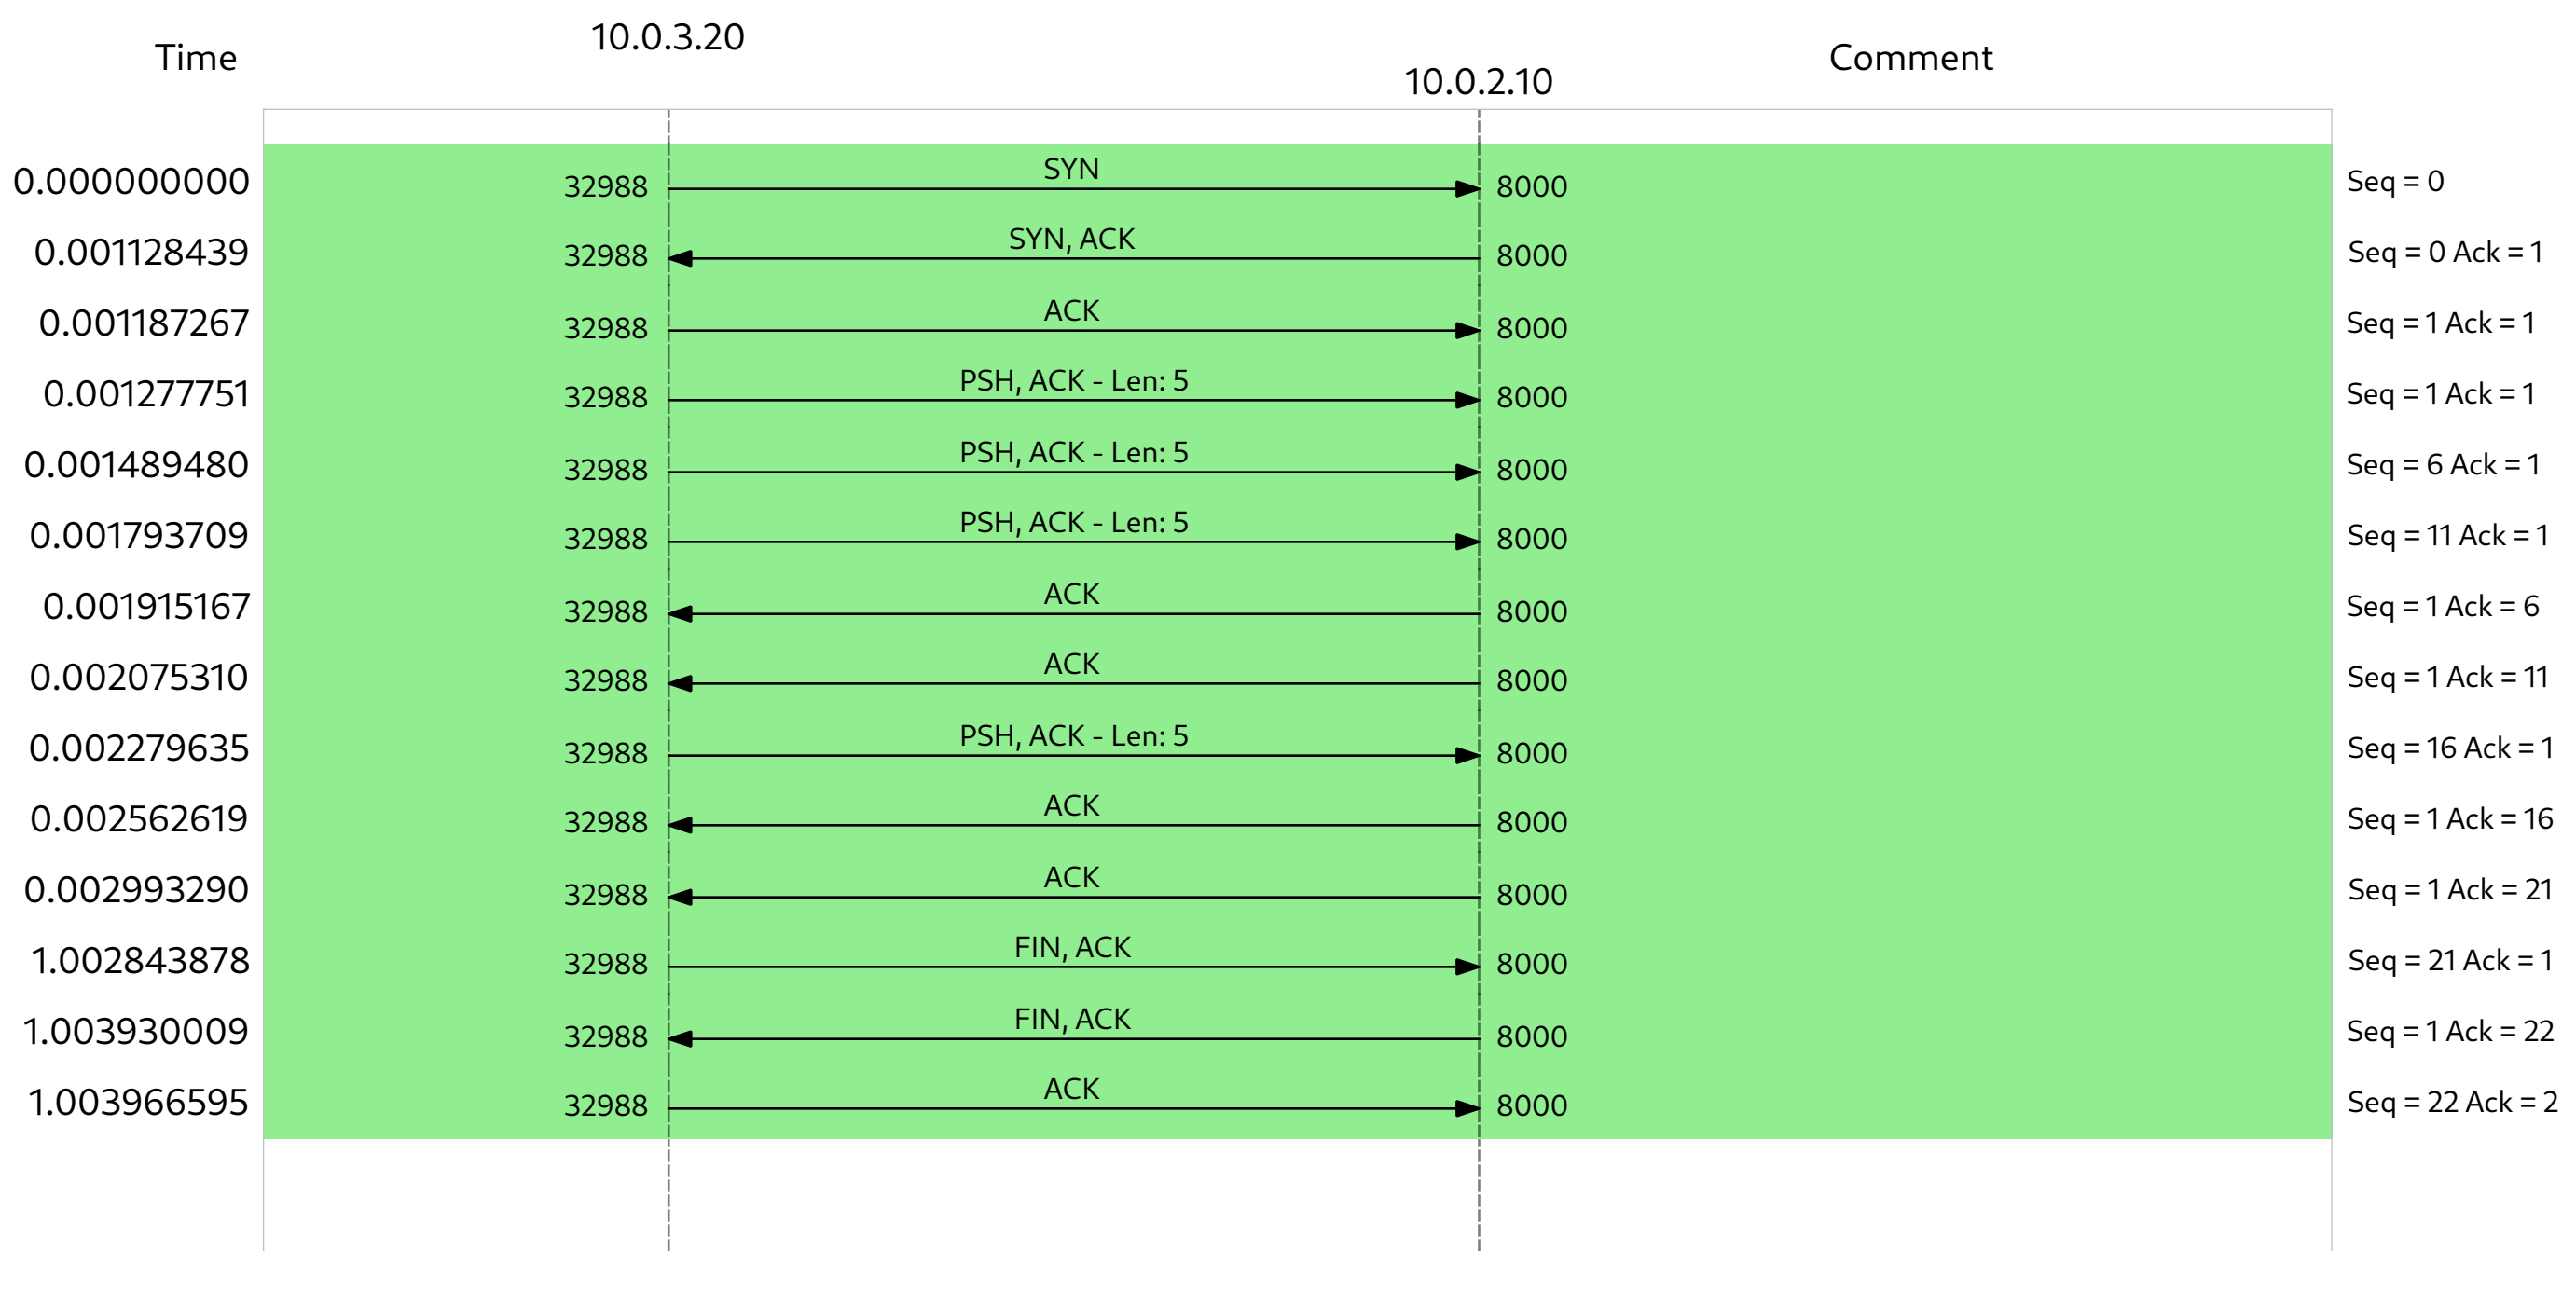 Time 10.0.3.20 10.0.2.10 Comment
0.000000000 32988 SYN 8000 Seq = 0
0.001128439 32988 SYN, ACK 8000 Seq = 0 Ack = 1
0.001187267 32988 ACK 8000 Seq = 1 Ack = 1
0.001277751 32988 PSH, ACK - Len: 5 8000 Seq = 1 Ack = 1
0.001489480 32988 PSH, ACK - Len: 5 8000 Seq = 6 Ack = 1
0.001793709 32988 PSH, ACK - Len: 5 8000 Seq = 11 Ack = 1
0.001915167 32988 ACK 8000 Seq = 1 Ack = 6
0.002075310 32988 ACK 8000 Seq = 1 Ack = 11
0.002279635 32988 PSH, ACK - Len: 5 8000 Seq = 16 Ack = 1
0.002562619 32988 ACK 8000 Seq = 1 Ack = 16
0.002993290 32988 ACK 8000 Seq = 1 Ack = 21
1.002843878 32988 FIN, ACK 8000 Seq = 21 Ack = 1
1.003930009 32988 FIN, ACK 8000 Seq = 1 Ack = 22
1.003966595 32988 ACK 8000 Seq = 22 Ack = 2